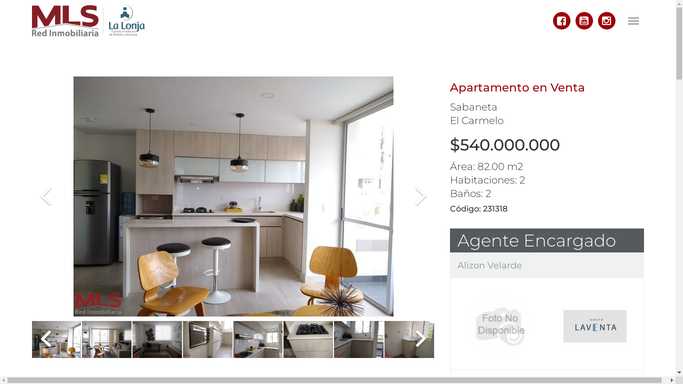 MLS
Red Inmobiliaria
La Lonja
Apartamento en Venta
Sabaneta
El Carmelo
$540.000.000
Área: 82.00 m2
Habitaciones: 2
Baños: 2
Código: 231318
Agente Encargado
Alizon Velarde
MLS
Red Inmobiliaria
Foto No
Disponible
LAVENTA